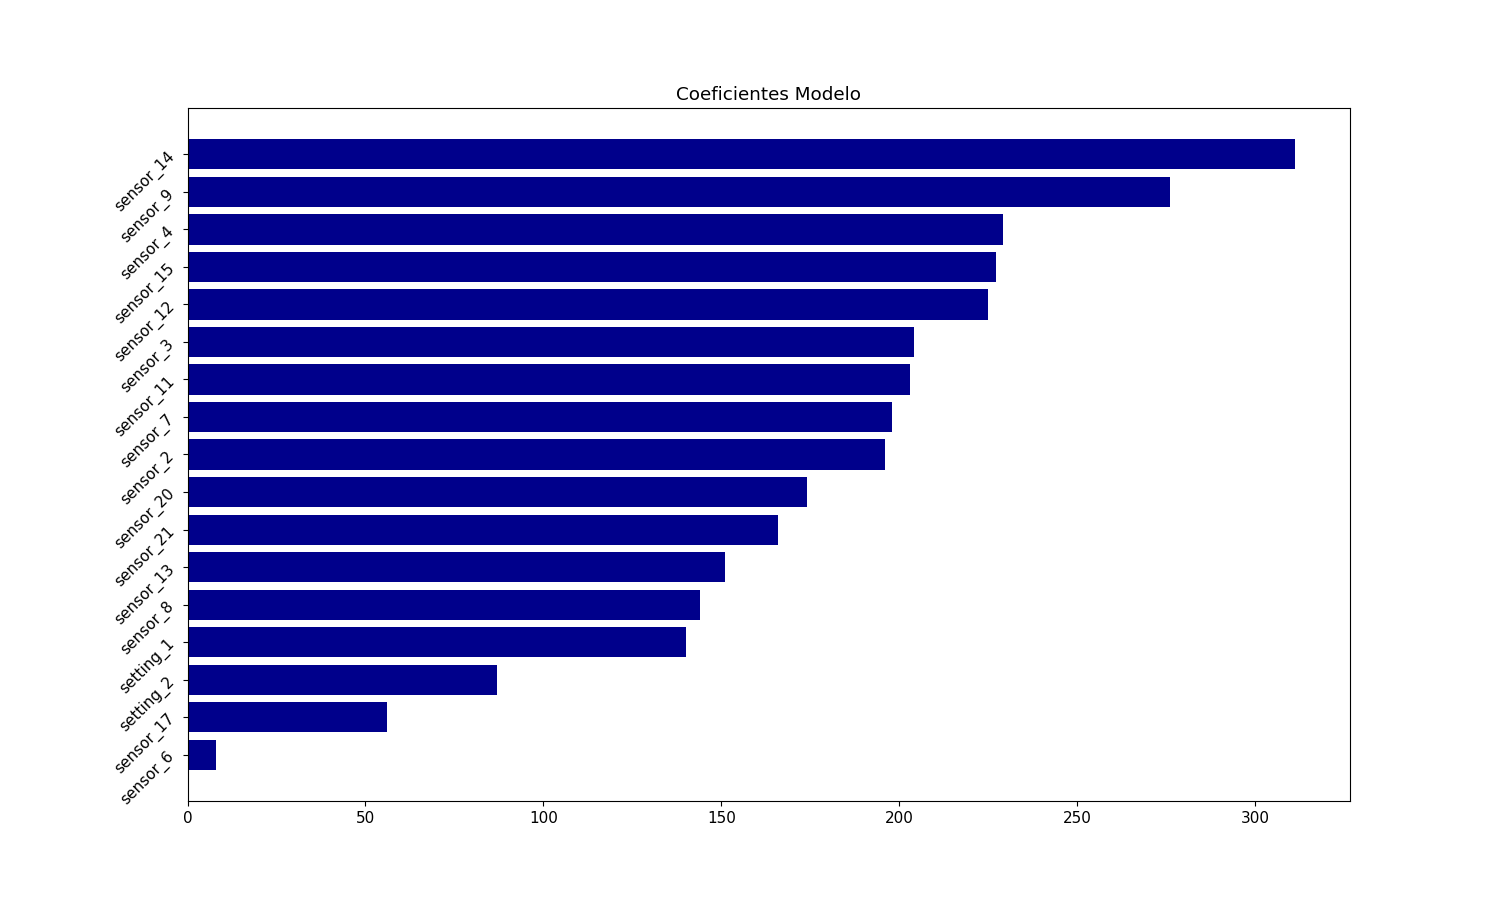 Coeficientes Modelo
sensor_14
sensor_9
sensor_4
sensor_15
sensor_12
sensor_3
sensor_11
sensor_7
sensor_2
sensor_20
sensor_21
sensor_13
sensor_8
setting_1
setting_2
sensor_17
sensor_6
0 50 100 150 200 250 300